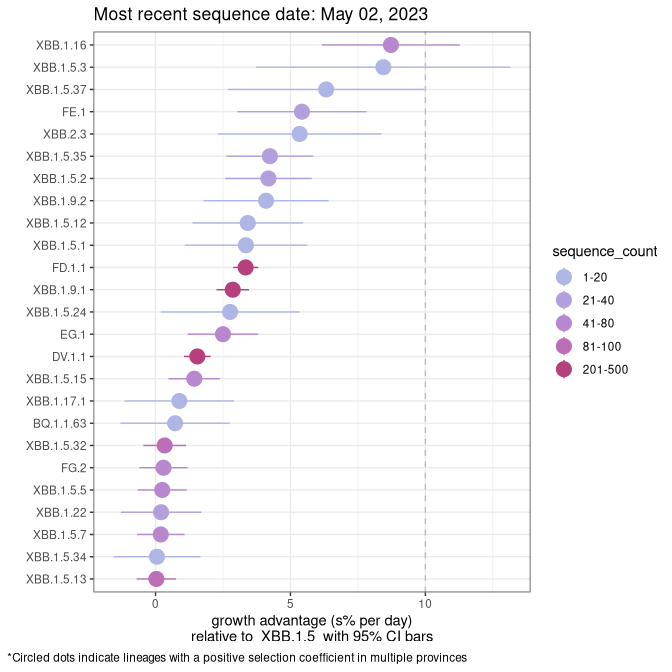 Most recent sequence date: May 02, 2023
XBB.1.16
XBB.1.5.3
XBB.1.5.37
FE.1
XBB.2.3
XBB.1.5.35
XBB.1.5.2
XBB.1.9.2
XBB.1.5.12
XBB.1.5.1
FD.1.1
XBB.1.9.1
XBB.1.5.24
EG.1
DV.1.1
XBB.1.5.15
XBB.1.17.1
BQ.1.1.63
XBB.1.5.32
FG.2
XBB.1.5.5
XBB.1.22
XBB.1.5.7
XBB.1.5.34
XBB.1.5.13
0 5 10
growth advantage (s% per day)
relative to XBB.1.5 with 95% CI bars
sequence_count
1-20
21-40
41-80
81-100
201-500
*Circled dots indicate lineages with a positive selection coefficient in multiple provinces